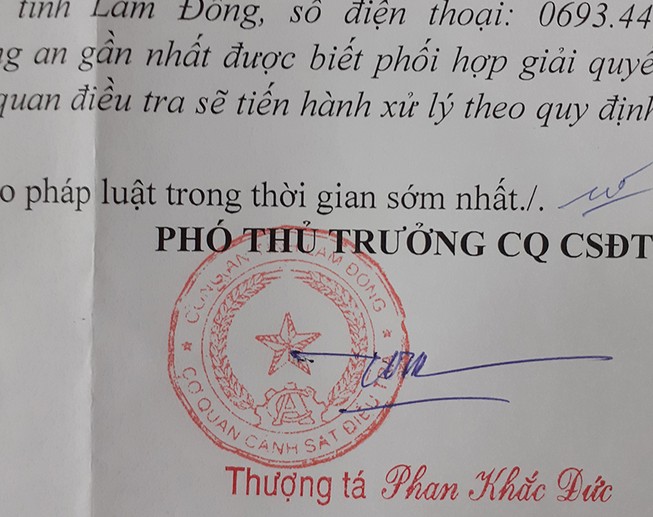 tỉnh Lâm Đồng, số điện thoại: 0693.44
ng an gần nhất được biết phối hợp giải quyế
quan điều tra sẽ tiến hành xử lý theo quy định
o pháp luật trong thời gian sớm nhất./.
PHÓ THỦ TRƯỞNG CQ CSĐT
CÔNG AN LÂM ĐỒNG
CƠ QUAN CẢNH SÁT ĐIỀU TRA
Thượng tá Phan Khắc Đức